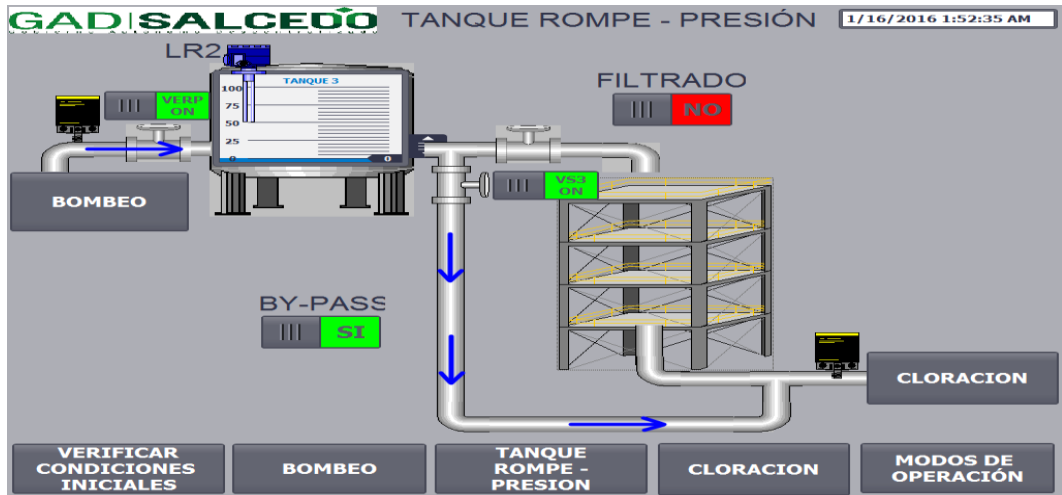 GAD SALCEDO
TANQUE ROMPE - PRESIÓN
1/16/2016 1:52:35 AM
LR2
TANQUE 3
100
75
50
25
0
0
VERP
ON
FILTRADO
NO
BOMBEO
VS3
ON
BY-PASS
SI
CLORACION
VERIFICAR
CONDICIONES
INICIALES
BOMBEO
TANQUE
ROMPE -
PRESION
CLORACION
MODOS DE
OPERACIÓN